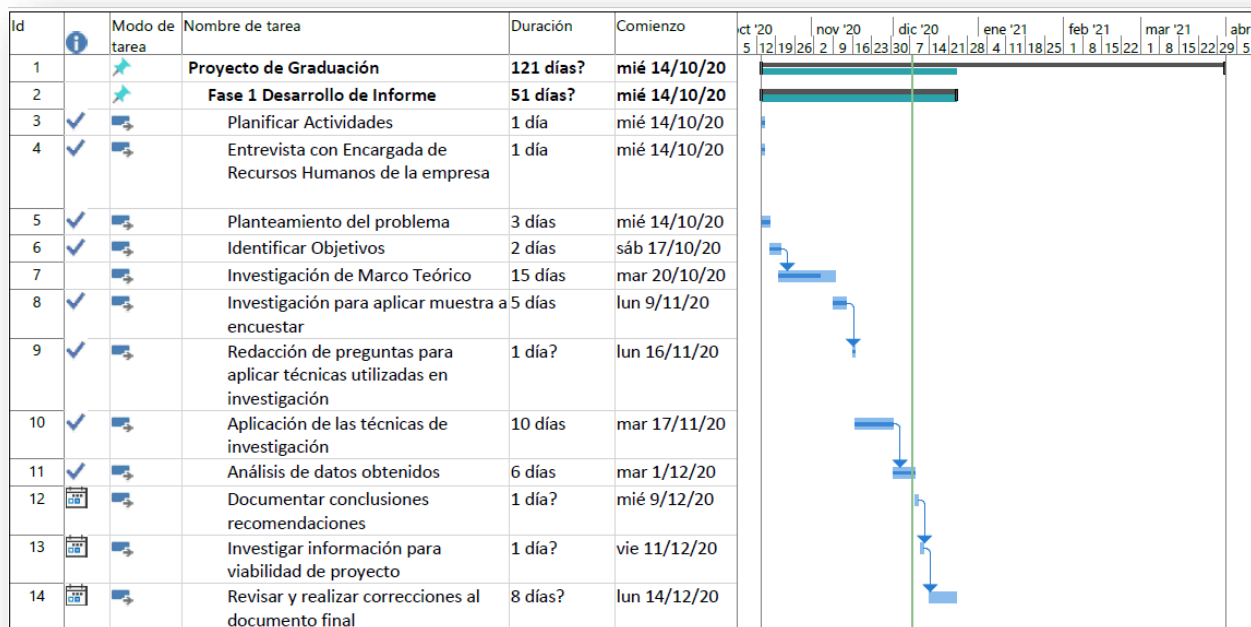 Id Modo de tarea Nombre de tarea Duración Comienzo
oct '20 nov '20 dic '20 ene '21 feb '21 mar '21 abr
5 12 19 26 2 9 16 23 30 7 14 21 28 4 11 18 25 1 8 15 22 1 8 15 22 29 5
1 Proyecto de Graduación 121 días? mié 14/10/20
2 Fase 1 Desarrollo de Informe 51 días? mié 14/10/20
3 Planificar Actividades 1 día mié 14/10/20
4 Entrevista con Encargada de 1 día mié 14/10/20
Recursos Humanos de la empresa
5 Planteamiento del problema 3 días mié 14/10/20
6 Identificar Objetivos 2 días sáb 17/10/20
7 Investigación de Marco Teórico 15 días mar 20/10/20
8 Investigación para aplicar muestra a 5 días lun 9/11/20
encuestar
9 Redacción de preguntas para 1 día? lun 16/11/20
aplicar técnicas utilizadas en
investigación
10 Aplicación de las técnicas de 10 días mar 17/11/20
investigación
11 Análisis de datos obtenidos 6 días mar 1/12/20
12 Documentar conclusiones 1 día? mié 9/12/20
recomendaciones
13 Investigar información para 1 día? vie 11/12/20
viabilidad de proyecto
14 Revisar y realizar correcciones al 8 días? lun 14/12/20
documento final